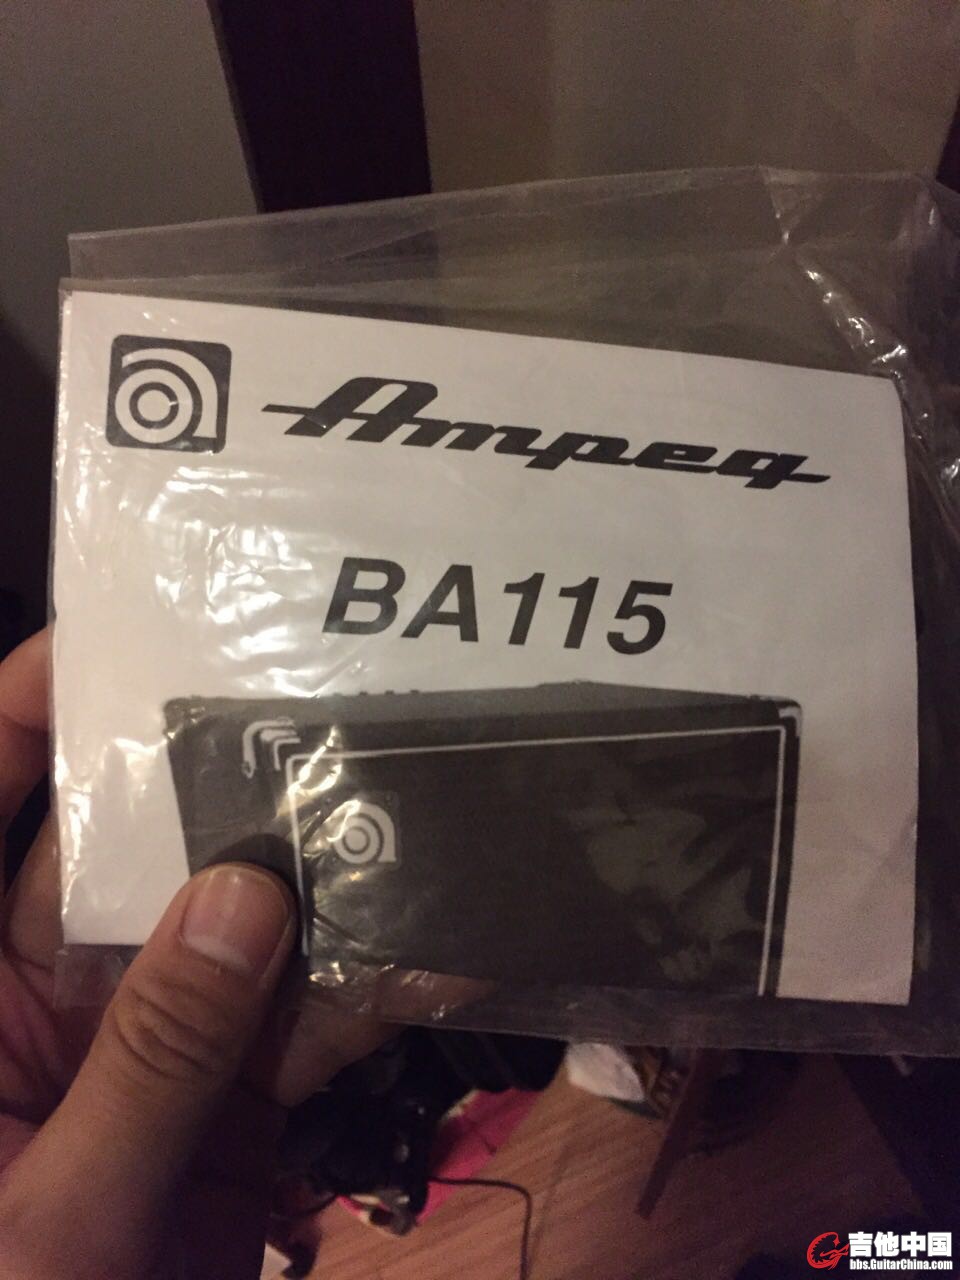 Ampeg
BA115
吉他中国
bbs.GuitarChina.com